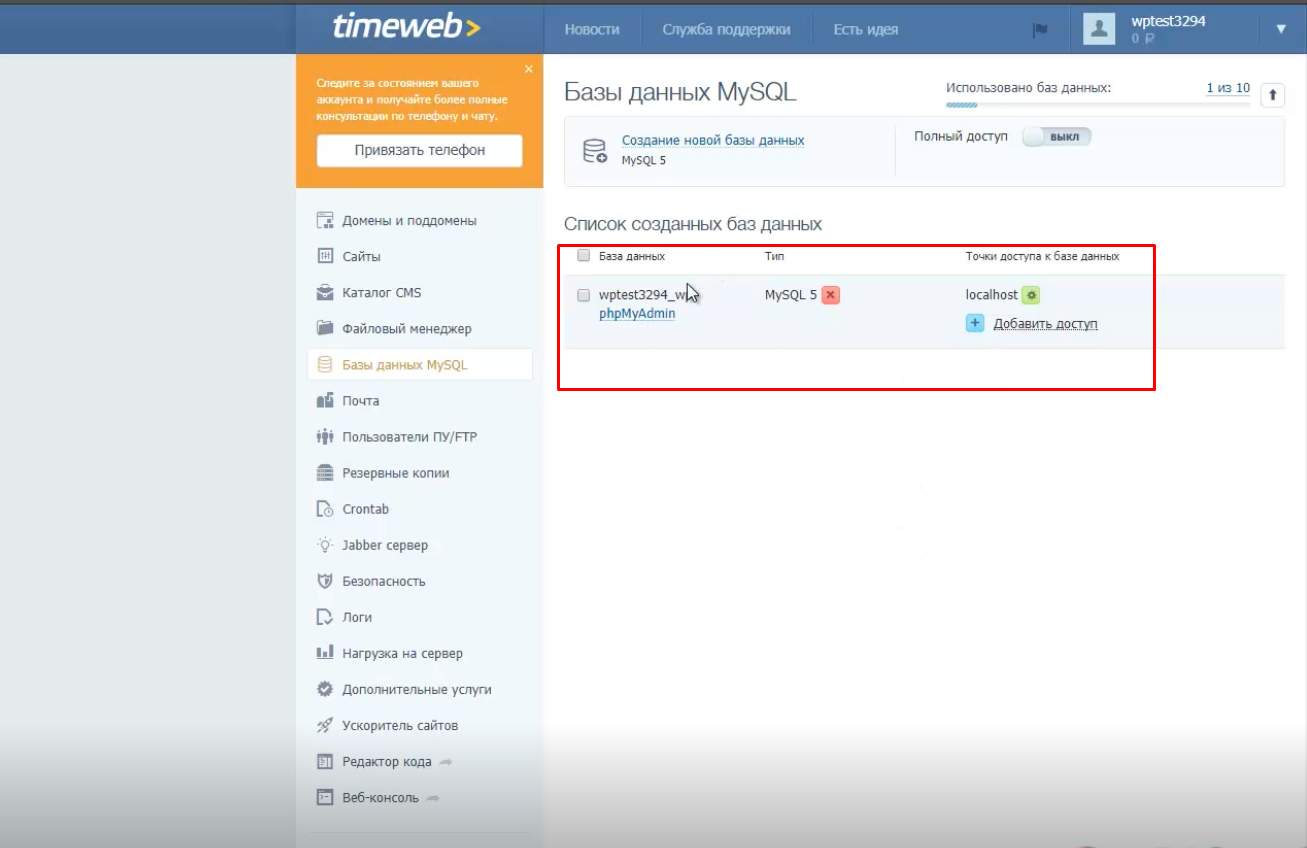 timeweb>
Новости
Служба поддержки
Есть идея
wptest3294
0 ₽
Следите за состоянием вашего
аккаунта и получайте более полные
консультации по телефону и чату.
Привязать телефон
Домены и поддомены
Сайты
Каталог CMS
Файловый менеджер
Базы данных MySQL
Почта
Пользователи ПУ/FTP
Резервные копии
Crontab
Jabber сервер
Безопасность
Логи
Нагрузка на сервер
Дополнительные услуги
Ускоритель сайтов
Редактор кода
Веб-консоль
Базы данных MySQL
Использовано баз данных:
1 из 10
Создание новой базы данных
MySQL 5
Полный доступ
выкл
Список созданных баз данных
База данных
Тип
Точки доступа к базе данных
MySQL 5
localhost
phpMyAdmin
Добавить доступ